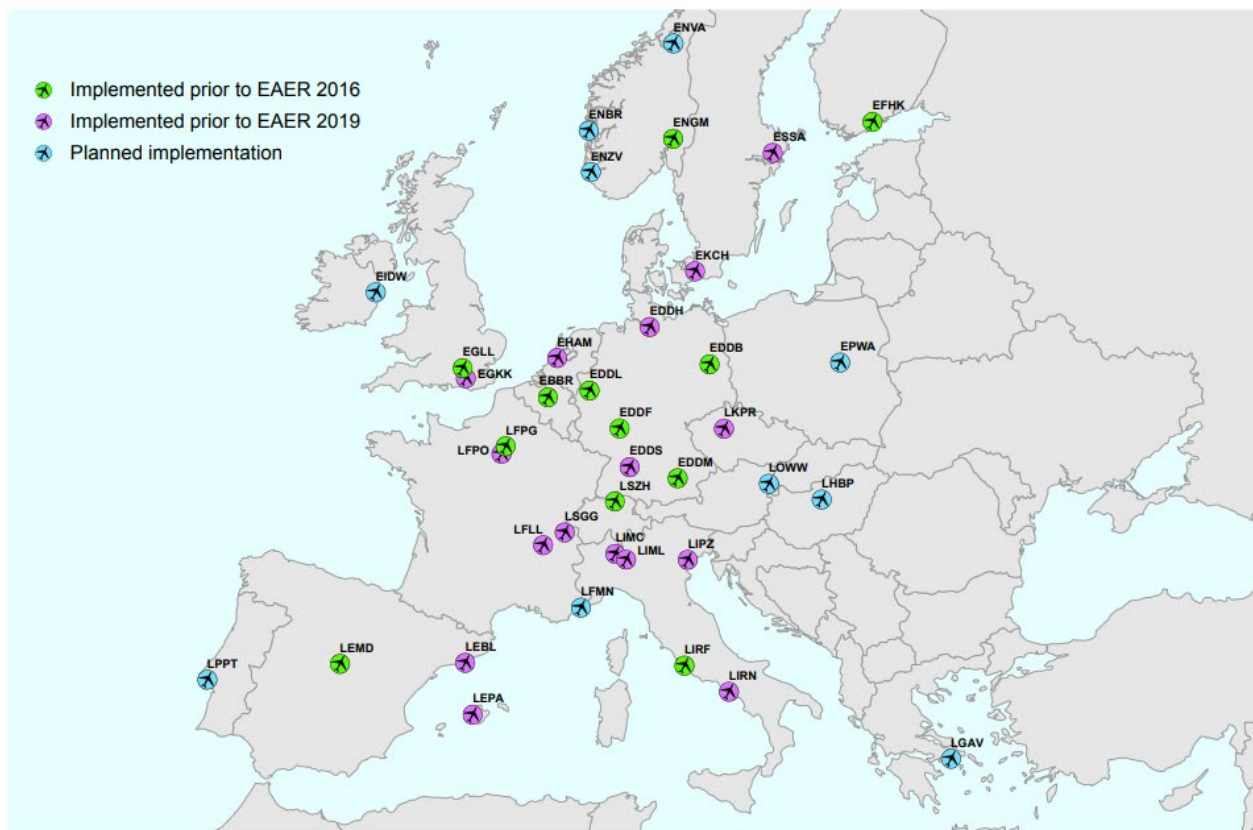 ENVA
Implemented prior to EAER 2016
Implemented prior to EAER 2019
Planned implementation
EFHK
ENBR
ENGM
ESSA
ENZV
EKCH
EIDW
EDDH
EHAM
EDDB
EPWA
EGLL
EGKK
EBBR
EDDL
EDDF
LKPR
LFPG
LFPO
EDDS
EDDM
LOWW
LHBP
LSZH
LSGG
LFLL
LIMC
LIML
LIPZ
LFMN
LEMD
LEBL
LPPT
LIRF
LIRN
LEPA
LGAV